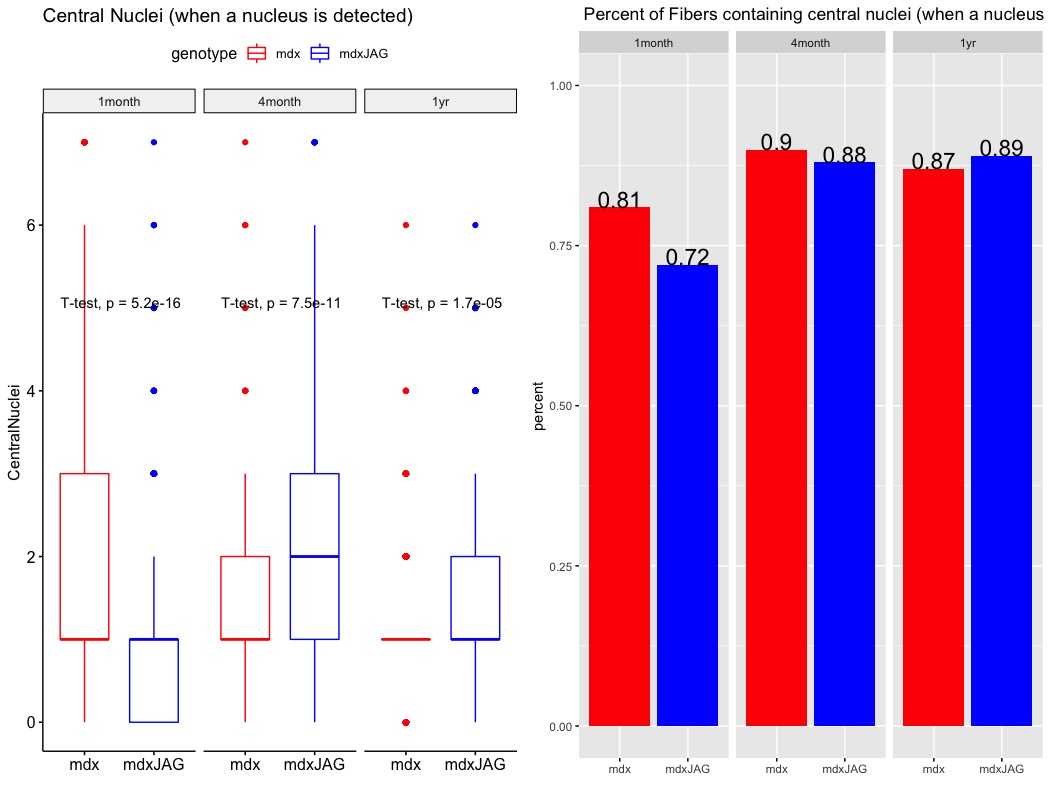 Central Nuclei (when a nucleus is detected)
genotype mdx mdxJAG
1month 4month 1yr
6
T-test, p = 5.2e-16 T-test, p = 7.5e-11 T-test, p = 1.7e-05
4
CentralNuclei
2
0
mdx mdxJAG mdx mdxJAG mdx mdxJAG
Percent of Fibers containing central nuclei (when a nucleus
1month 4month 1yr
1.00
0.9 0.88 0.87 0.89
0.81
0.72
0.75
percent
0.50
0.25
0.00
mdx mdxJAG mdx mdxJAG mdx mdxJAG